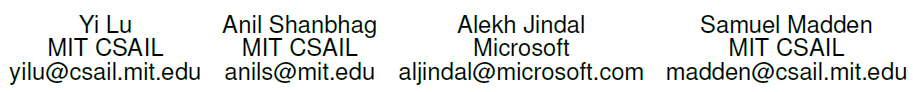 Yi Lu Anil Shanbhag Alekh Jindal Samuel Madden
MIT CSAIL MIT CSAIL Microsoft MIT CSAIL
yilu@csail.mit.edu anils@mit.edu aljindal@microsoft.com madden@csail.mit.edu